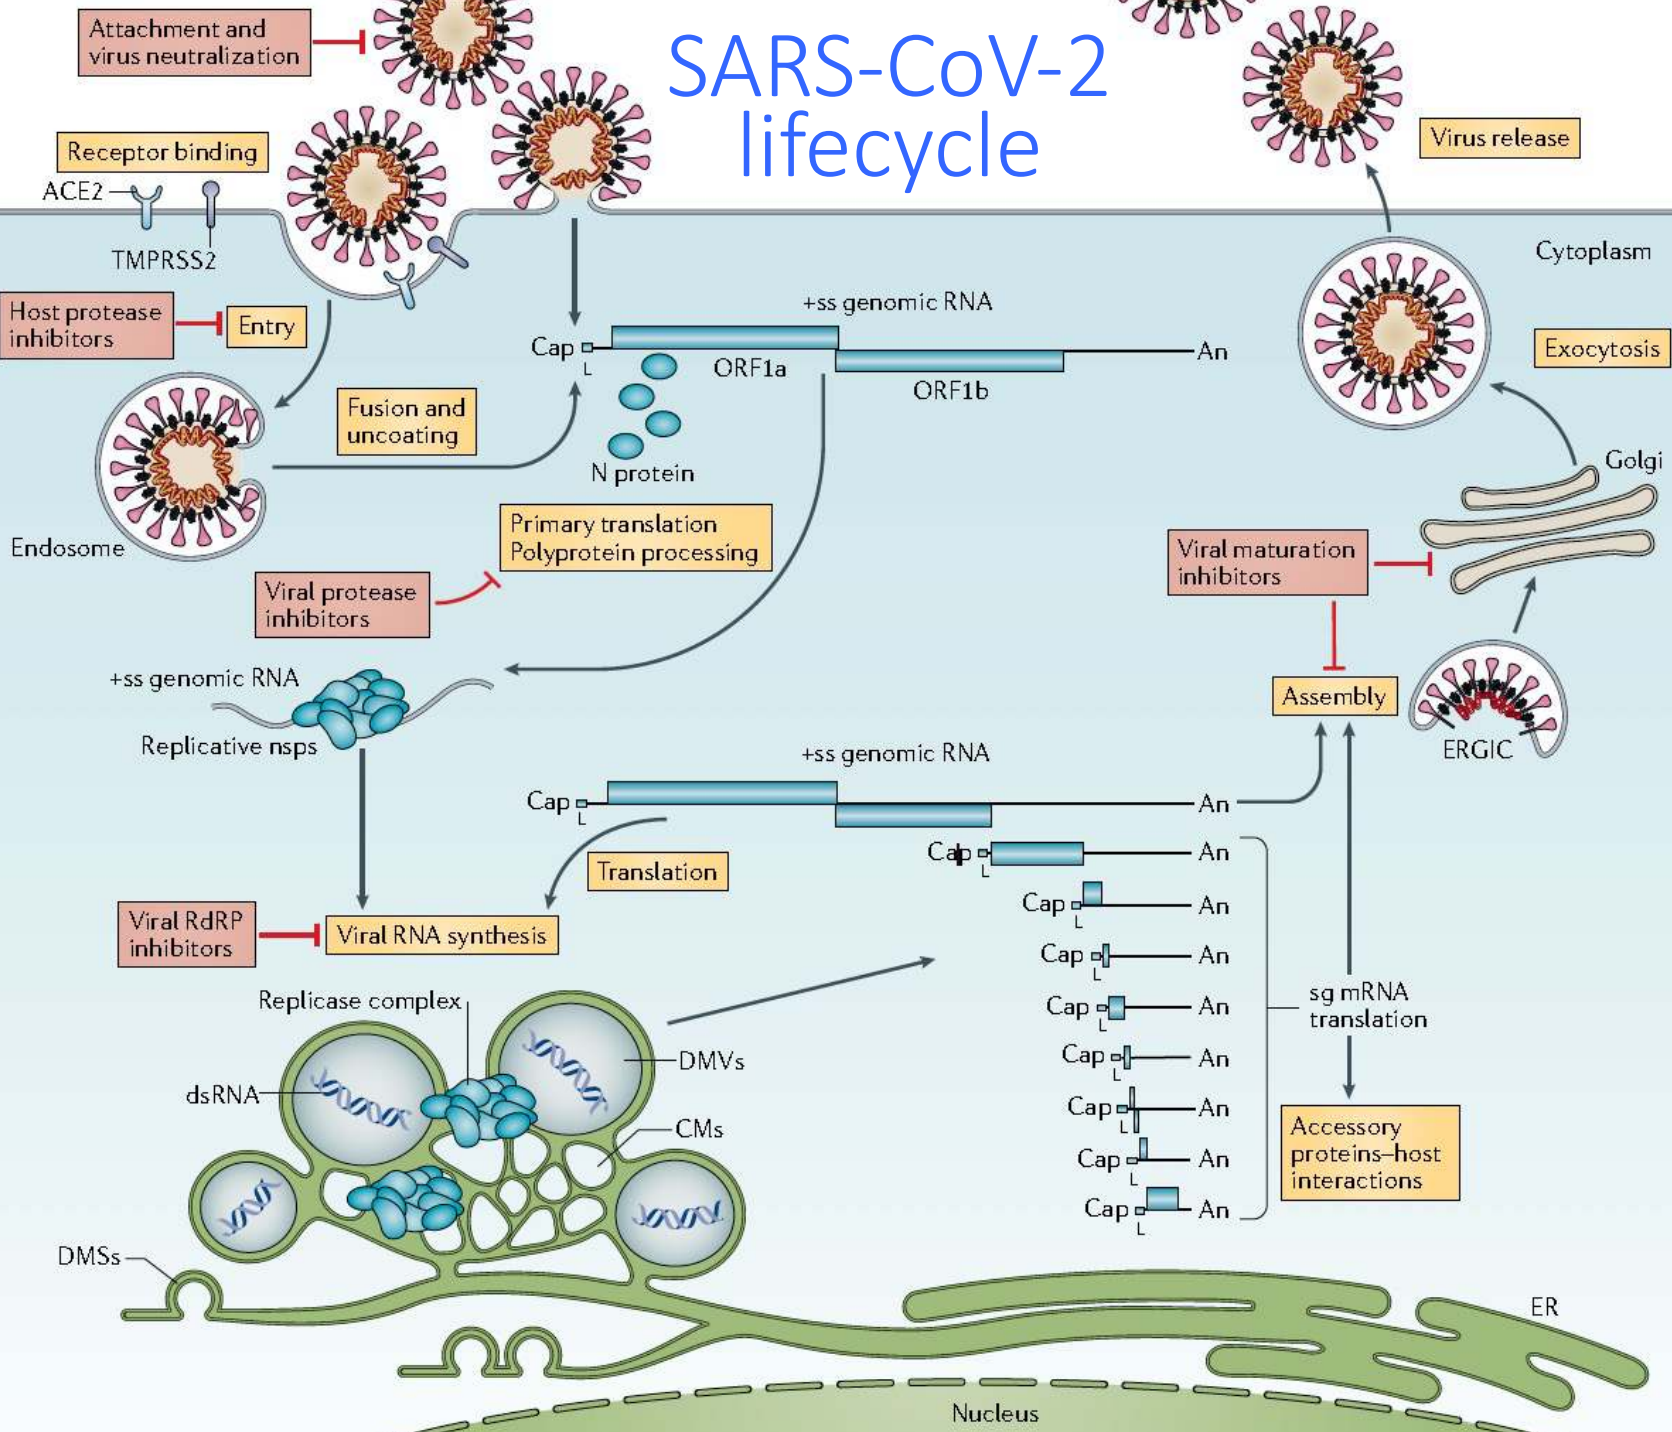 SARS-CoV-2
lifecycle
Attachment and
virus neutralization
Receptor binding
ACE2
TMPRSS2
Host protease
inhibitors
Entry
Virus release
Cytoplasm
+ss genomic RNA
Cap
L
ORF1a
ORF1b
An
N protein
Exocytosis
Fusion and
uncoating
Endosome
Golgi
Primary translation
Polyprotein processing
Viral protease
inhibitors
Viral maturation
inhibitors
+ss genomic RNA
Replicative nsps
Assembly
ERGIC
+ss genomic RNA
Cap
L
An
Translation
Cap
L
An
Cap
L
An
Cap
L
An
Cap
L
An
Cap
L
An
Cap
L
An
Cap
L
An
Cap
L
An
Viral RdRP
inhibitors
Viral RNA synthesis
sg mRNA
translation
Replicase complex
dsRNA
DMVs
CMs
Accessory
proteins–host
interactions
DMSs
ER
Nucleus